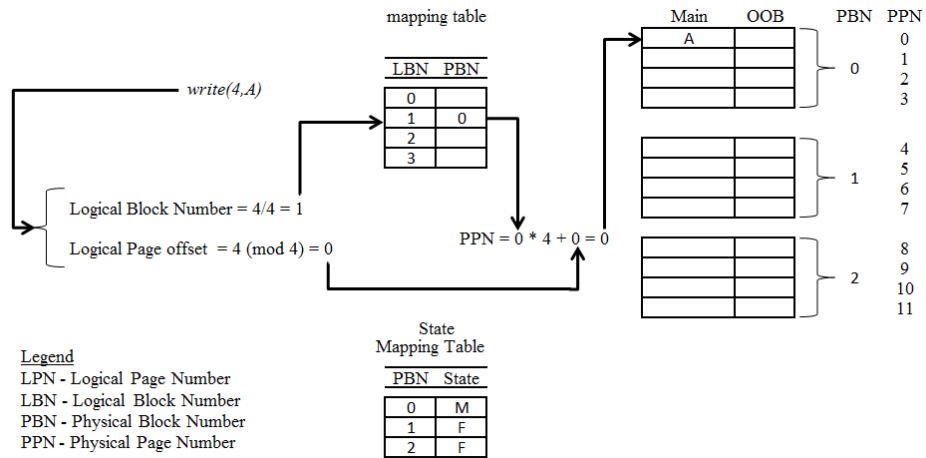 mapping table
LBN PBN
0
1 0
2
3
write(4,A)
Logical Block Number = 4/4 = 1
Logical Page offset = 4 (mod 4) = 0
PPN = 0 * 4 + 0 = 0
Main OOB PBN PPN
A 0
1
0
2
3
4
5
1
6
7
8
9
2
10
11
State
Mapping Table
PBN State
0 M
1 F
2 F
Legend
LPN - Logical Page Number
LBN - Logical Block Number
PBN - Physical Block Number
PPN - Physical Page Number